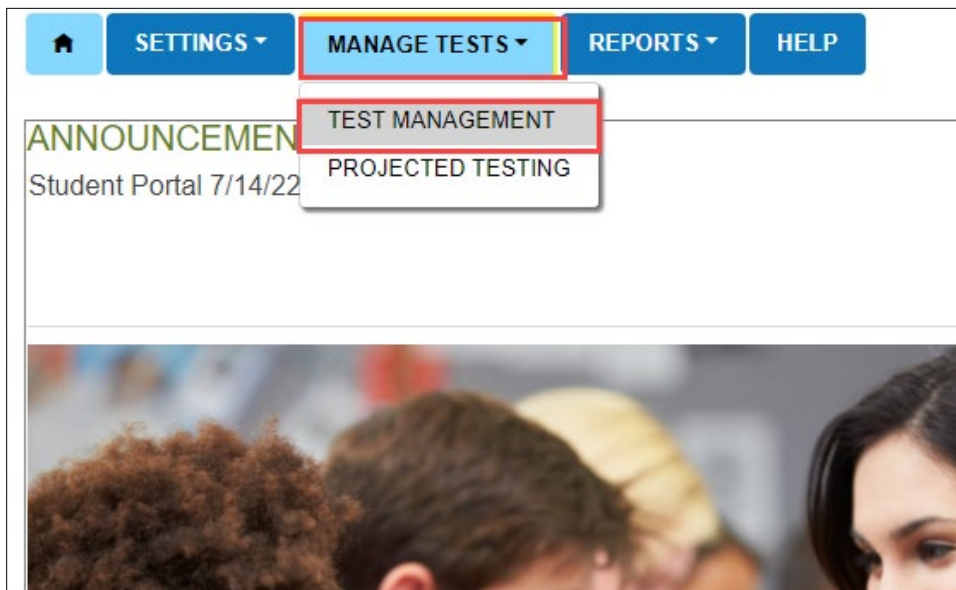 SETTINGS MANAGE TESTS REPORTS HELP
TEST MANAGEMENT
PROJECTED TESTING
ANNOUNCEMEN
Student Portal 7/14/22